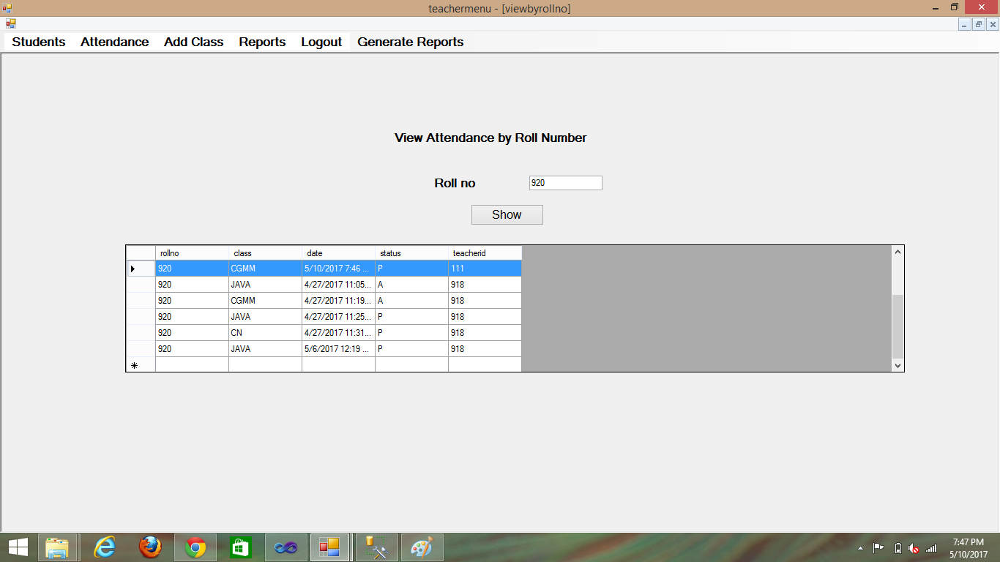 teachermenu - [viewbyrollno]
Students Attendance Add Class Reports Logout Generate Reports
View Attendance by Roll Number
Roll no 920
Show
rollno class date status teacherid
920 CGMM 5/10/2017 7:46 ... P 111
920 JAVA 4/27/2017 11:05... A 918
920 CGMM 4/27/2017 11:19... A 918
920 JAVA 4/27/2017 11:25... P 918
920 CN 4/27/2017 11:31... P 918
920 JAVA 5/6/2017 12:19 ... P 918
7:47 PM
5/10/2017